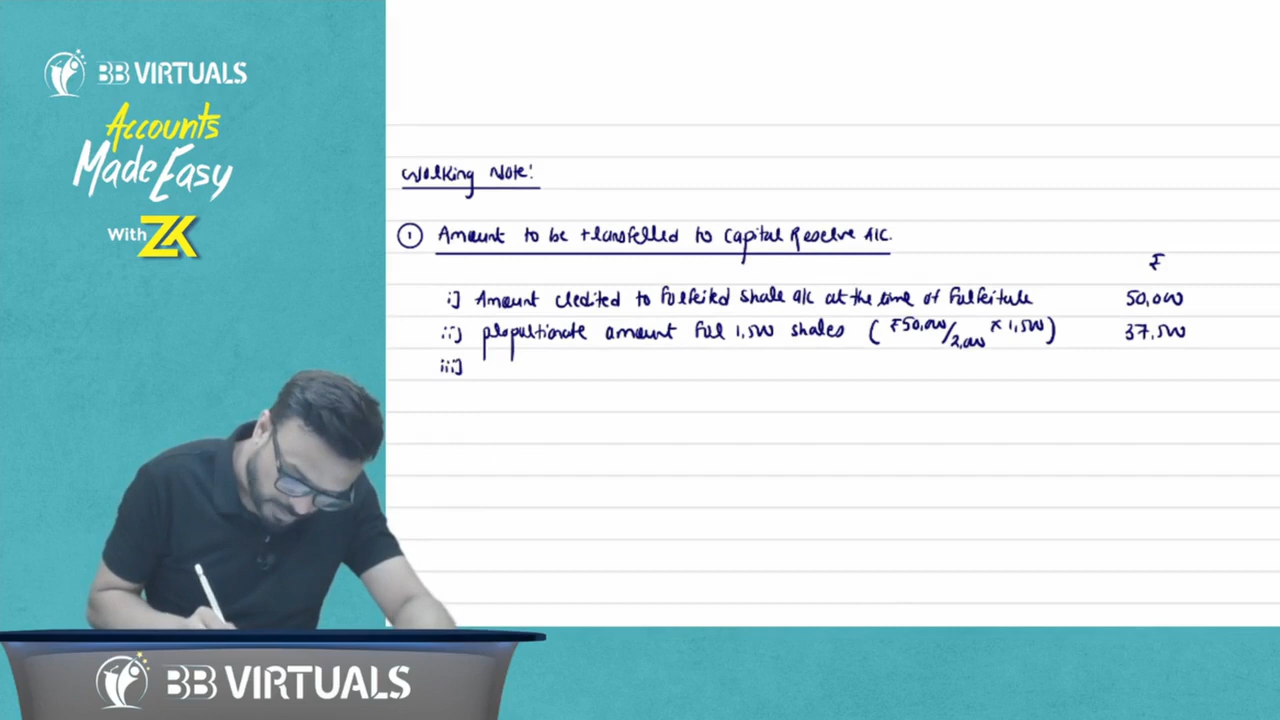 BB VIRTUALS
Accounts
Made Easy
With ZK
Working Note:
① Amount to be transferred to Capital Reserve A/c.
₹
i] Amount credited to forfeited share a/c at the time of forfeiture 50,000
ii] proportionate amount for 1,500 shares (₹50,000/2,000 × 1,500) 37,500
iii]
BB VIRTUALS